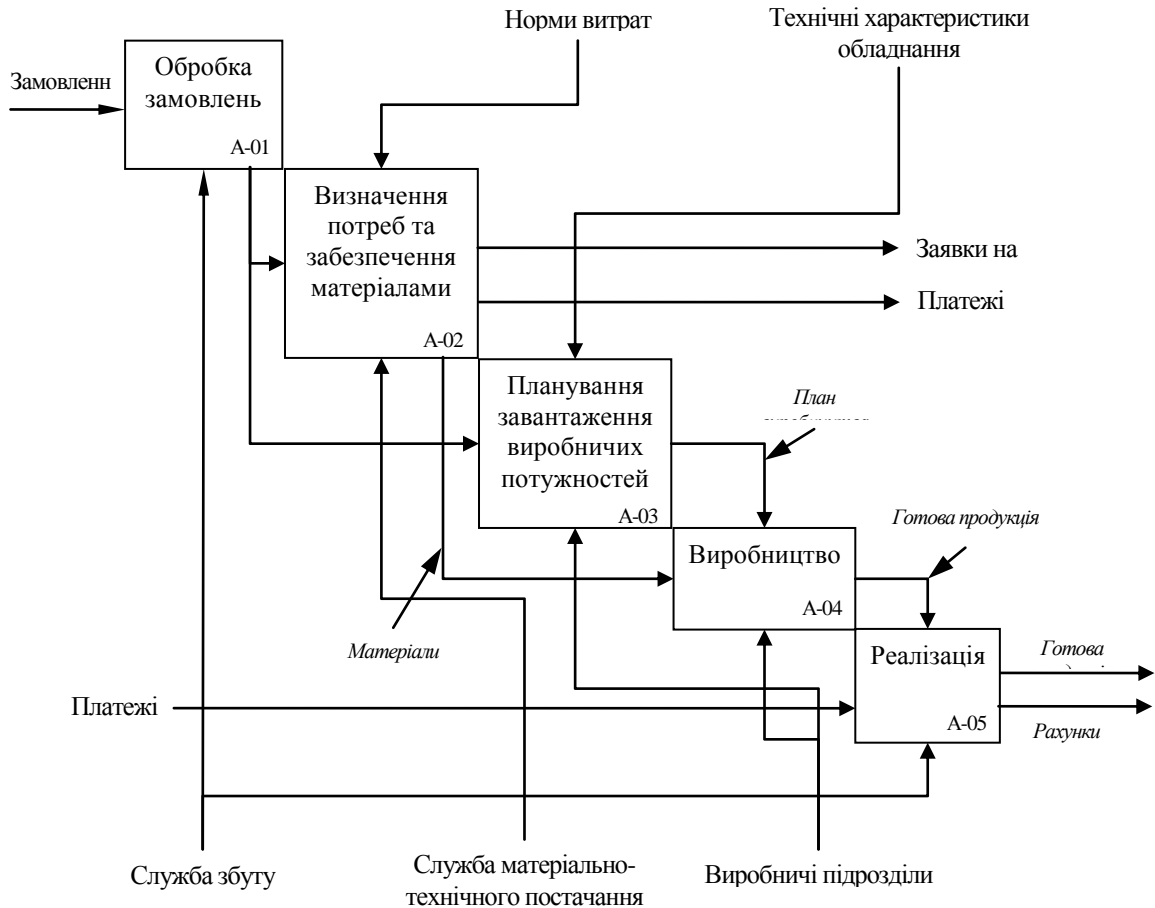 Норми витрат
Технічні характеристики
обладнання
Замовленн
Обробка
замовлень
А-01
Визначення
потреб та
забезпечення
матеріалами
А-02
Заявки на
Платежі
Планування
завантаження
виробничих
потужностей
А-03
План
Готова продукція
Виробництво
А-04
Матеріали
Реалізація
А-05
Готова
Рахунки
Платежі
Служба збуту
Служба матеріально-
технічного постачання
Виробничі підрозділи